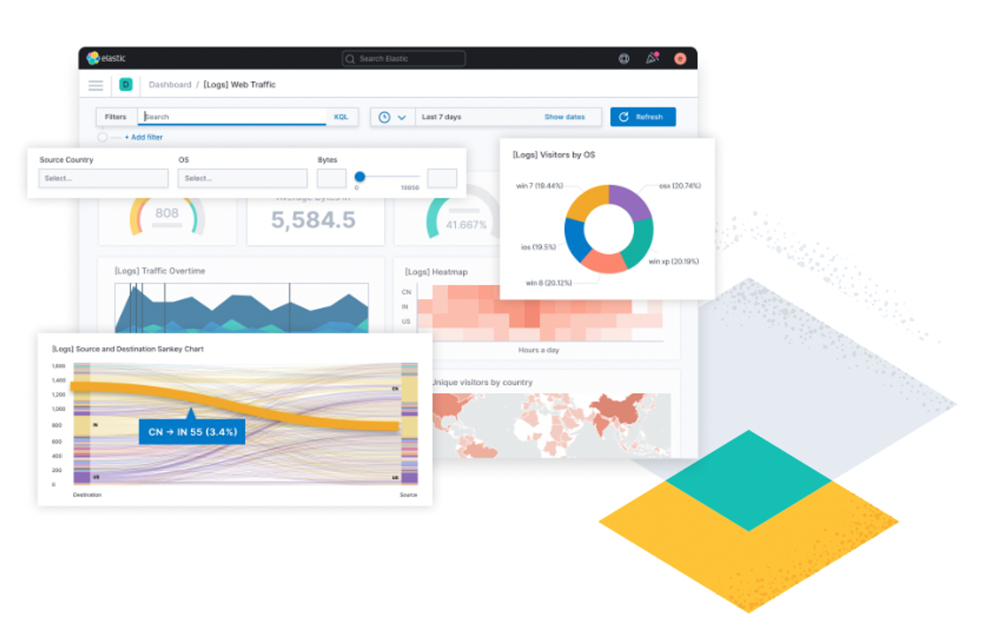 elastic
Search Elastic
e
D
Dashboard / [Logs] Web Traffic
Filters
Search
KQL
Last 7 days
Show dates
Refresh
+ Add filter
Source Country
OS
Bytes
Select...
Select...
0
19956
[Logs] Visitors by OS
win 7 (19.44%)
osx (20.74%)
ios (19.5%)
win xp (20.19%)
win 8 (20.12%)
808
Average Bytes in
5,584.5
41.667%
[Logs] Traffic Overtime
[Logs] Heatmap
CN
IN
US
Hours a day
[Logs] Source and Destination Sankey Chart
1,600
1,400
1,200
1,000
800
600
400
200
0
CN
IN
US
US
CN → IN 55 (3.4%)
Destination
Source
Unique visitors by country